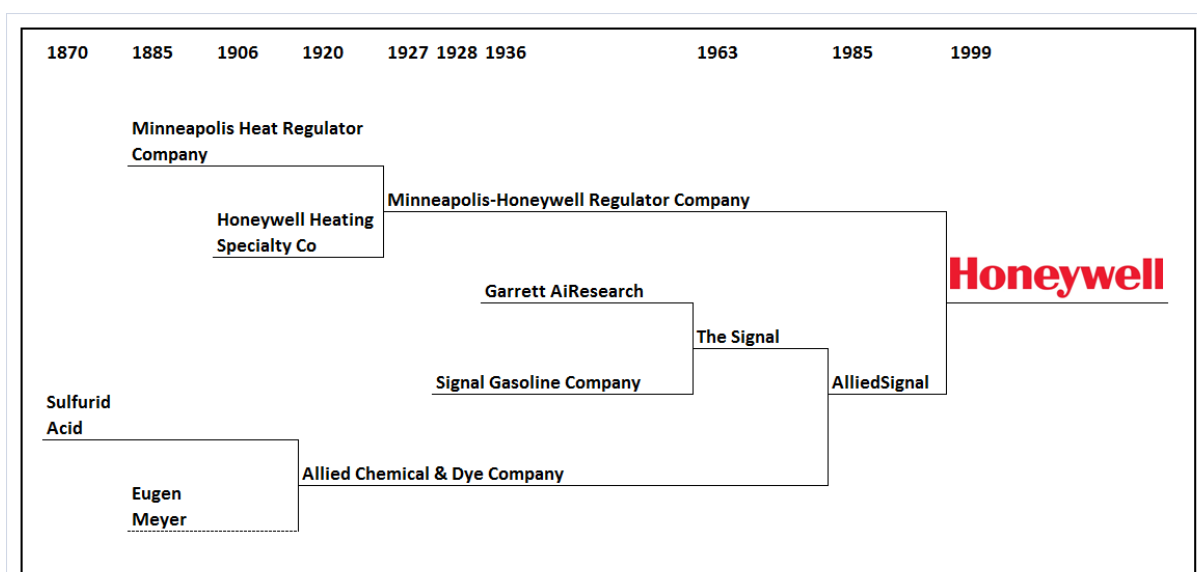 1870 1885 1906 1920 1927 1928 1936 1963 1985 1999
Minneapolis Heat Regulator
Company
Minneapolis-Honeywell Regulator Company
Honeywell Heating
Specialty Co
Honeywell
Garrett AiResearch
The Signal
Signal Gasoline Company
AlliedSignal
Sulfurid
Acid
Allied Chemical & Dye Company
Eugen
Meyer